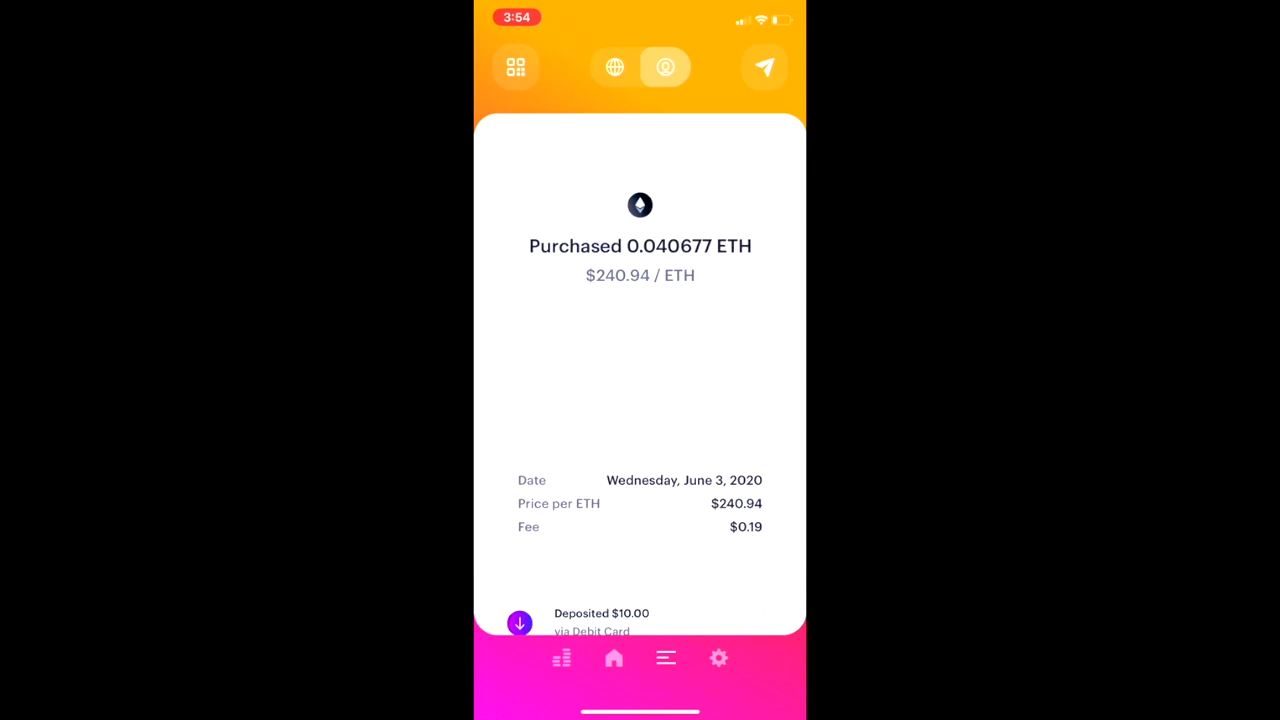 3:54
Purchased 0.040677 ETH
$240.94 / ETH
Date Wednesday, June 3, 2020
Price per ETH $240.94
Fee $0.19
Deposited $10.00
via Debit Card